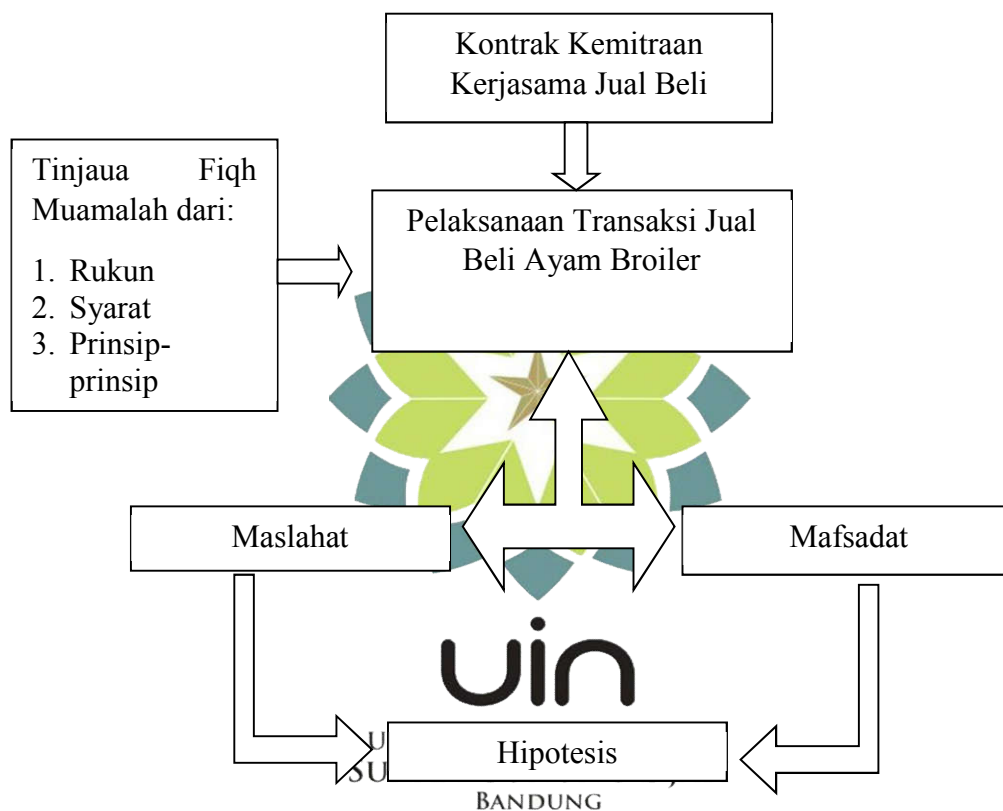 Kontrak Kemitraan
Kerjasama Jual Beli
Tinjaua Fiqh
Muamalah dari:
1. Rukun
2. Syarat
3. Prinsip-
prinsip
Pelaksanaan Transaksi Jual
Beli Ayam Broiler
Maslahat
Mafsadat
uin
Hipotesis
BANDUNG